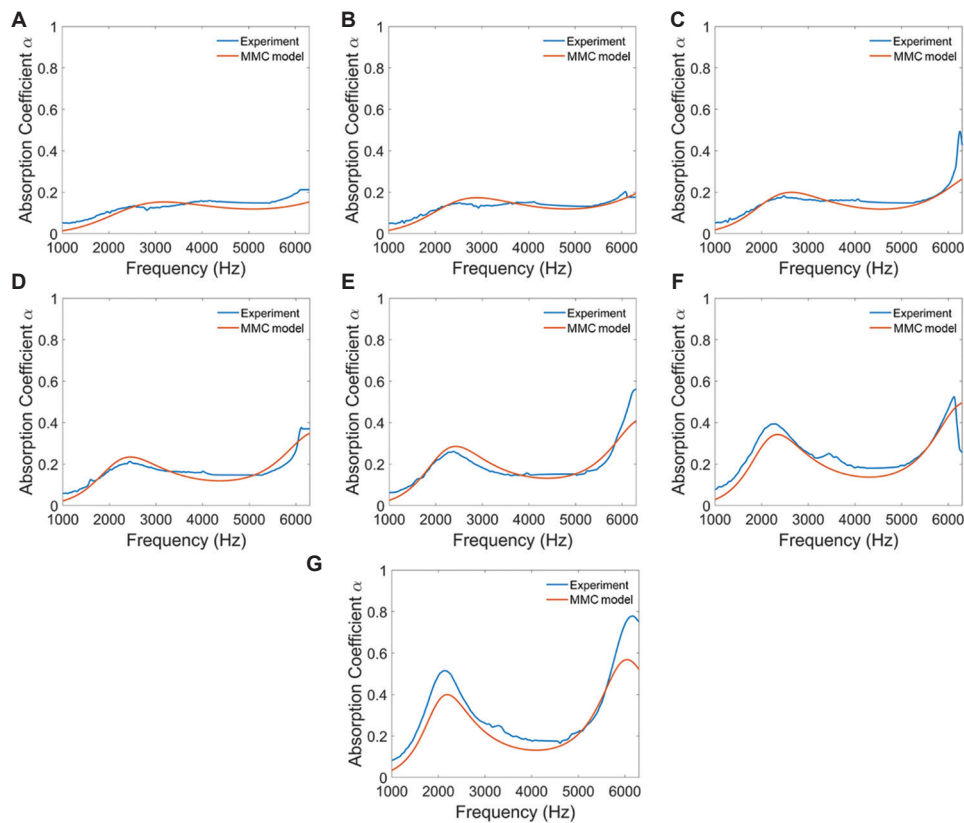 A
Absorption Coefficient α
1
0.8
0.6
0.4
0.2
0
Experiment
MMC model
1000 2000 3000 4000 5000 6000
Frequency (Hz)
B
Absorption Coefficient α
1
0.8
0.6
0.4
0.2
0
Experiment
MMC model
1000 2000 3000 4000 5000 6000
Frequency (Hz)
C
Absorption Coefficient α
1
0.8
0.6
0.4
0.2
0
Experiment
MMC model
1000 2000 3000 4000 5000 6000
Frequency (Hz)
D
Absorption Coefficient α
1
0.8
0.6
0.4
0.2
0
Experiment
MMC model
1000 2000 3000 4000 5000 6000
Frequency (Hz)
E
Absorption Coefficient α
1
0.8
0.6
0.4
0.2
0
Experiment
MMC model
1000 2000 3000 4000 5000 6000
Frequency (Hz)
F
Absorption Coefficient α
1
0.8
0.6
0.4
0.2
0
Experiment
MMC model
1000 2000 3000 4000 5000 6000
Frequency (Hz)
G
Absorption Coefficient α
1
0.8
0.6
0.4
0.2
0
Experiment
MMC model
1000 2000 3000 4000 5000 6000
Frequency (Hz)